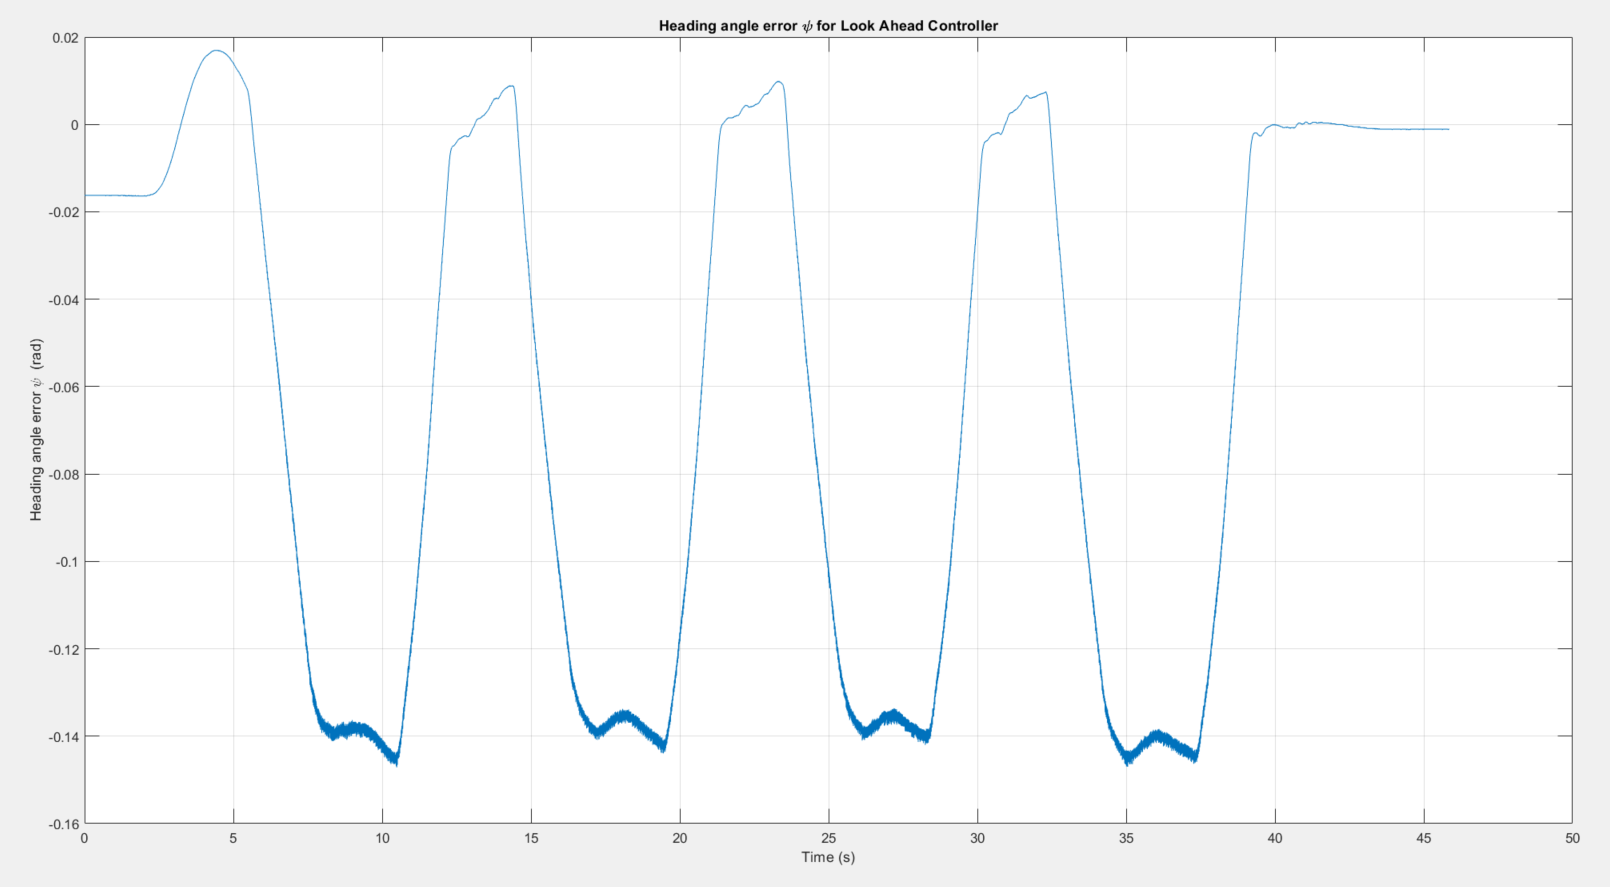 Heading angle error ψ for Look Ahead Controller
0.02
0
-0.02
-0.04
-0.06
-0.08
-0.1
-0.12
-0.14
-0.16
Heading angle error ψ (rad)
0 5 10 15 20 25 30 35 40 45 50
Time (s)